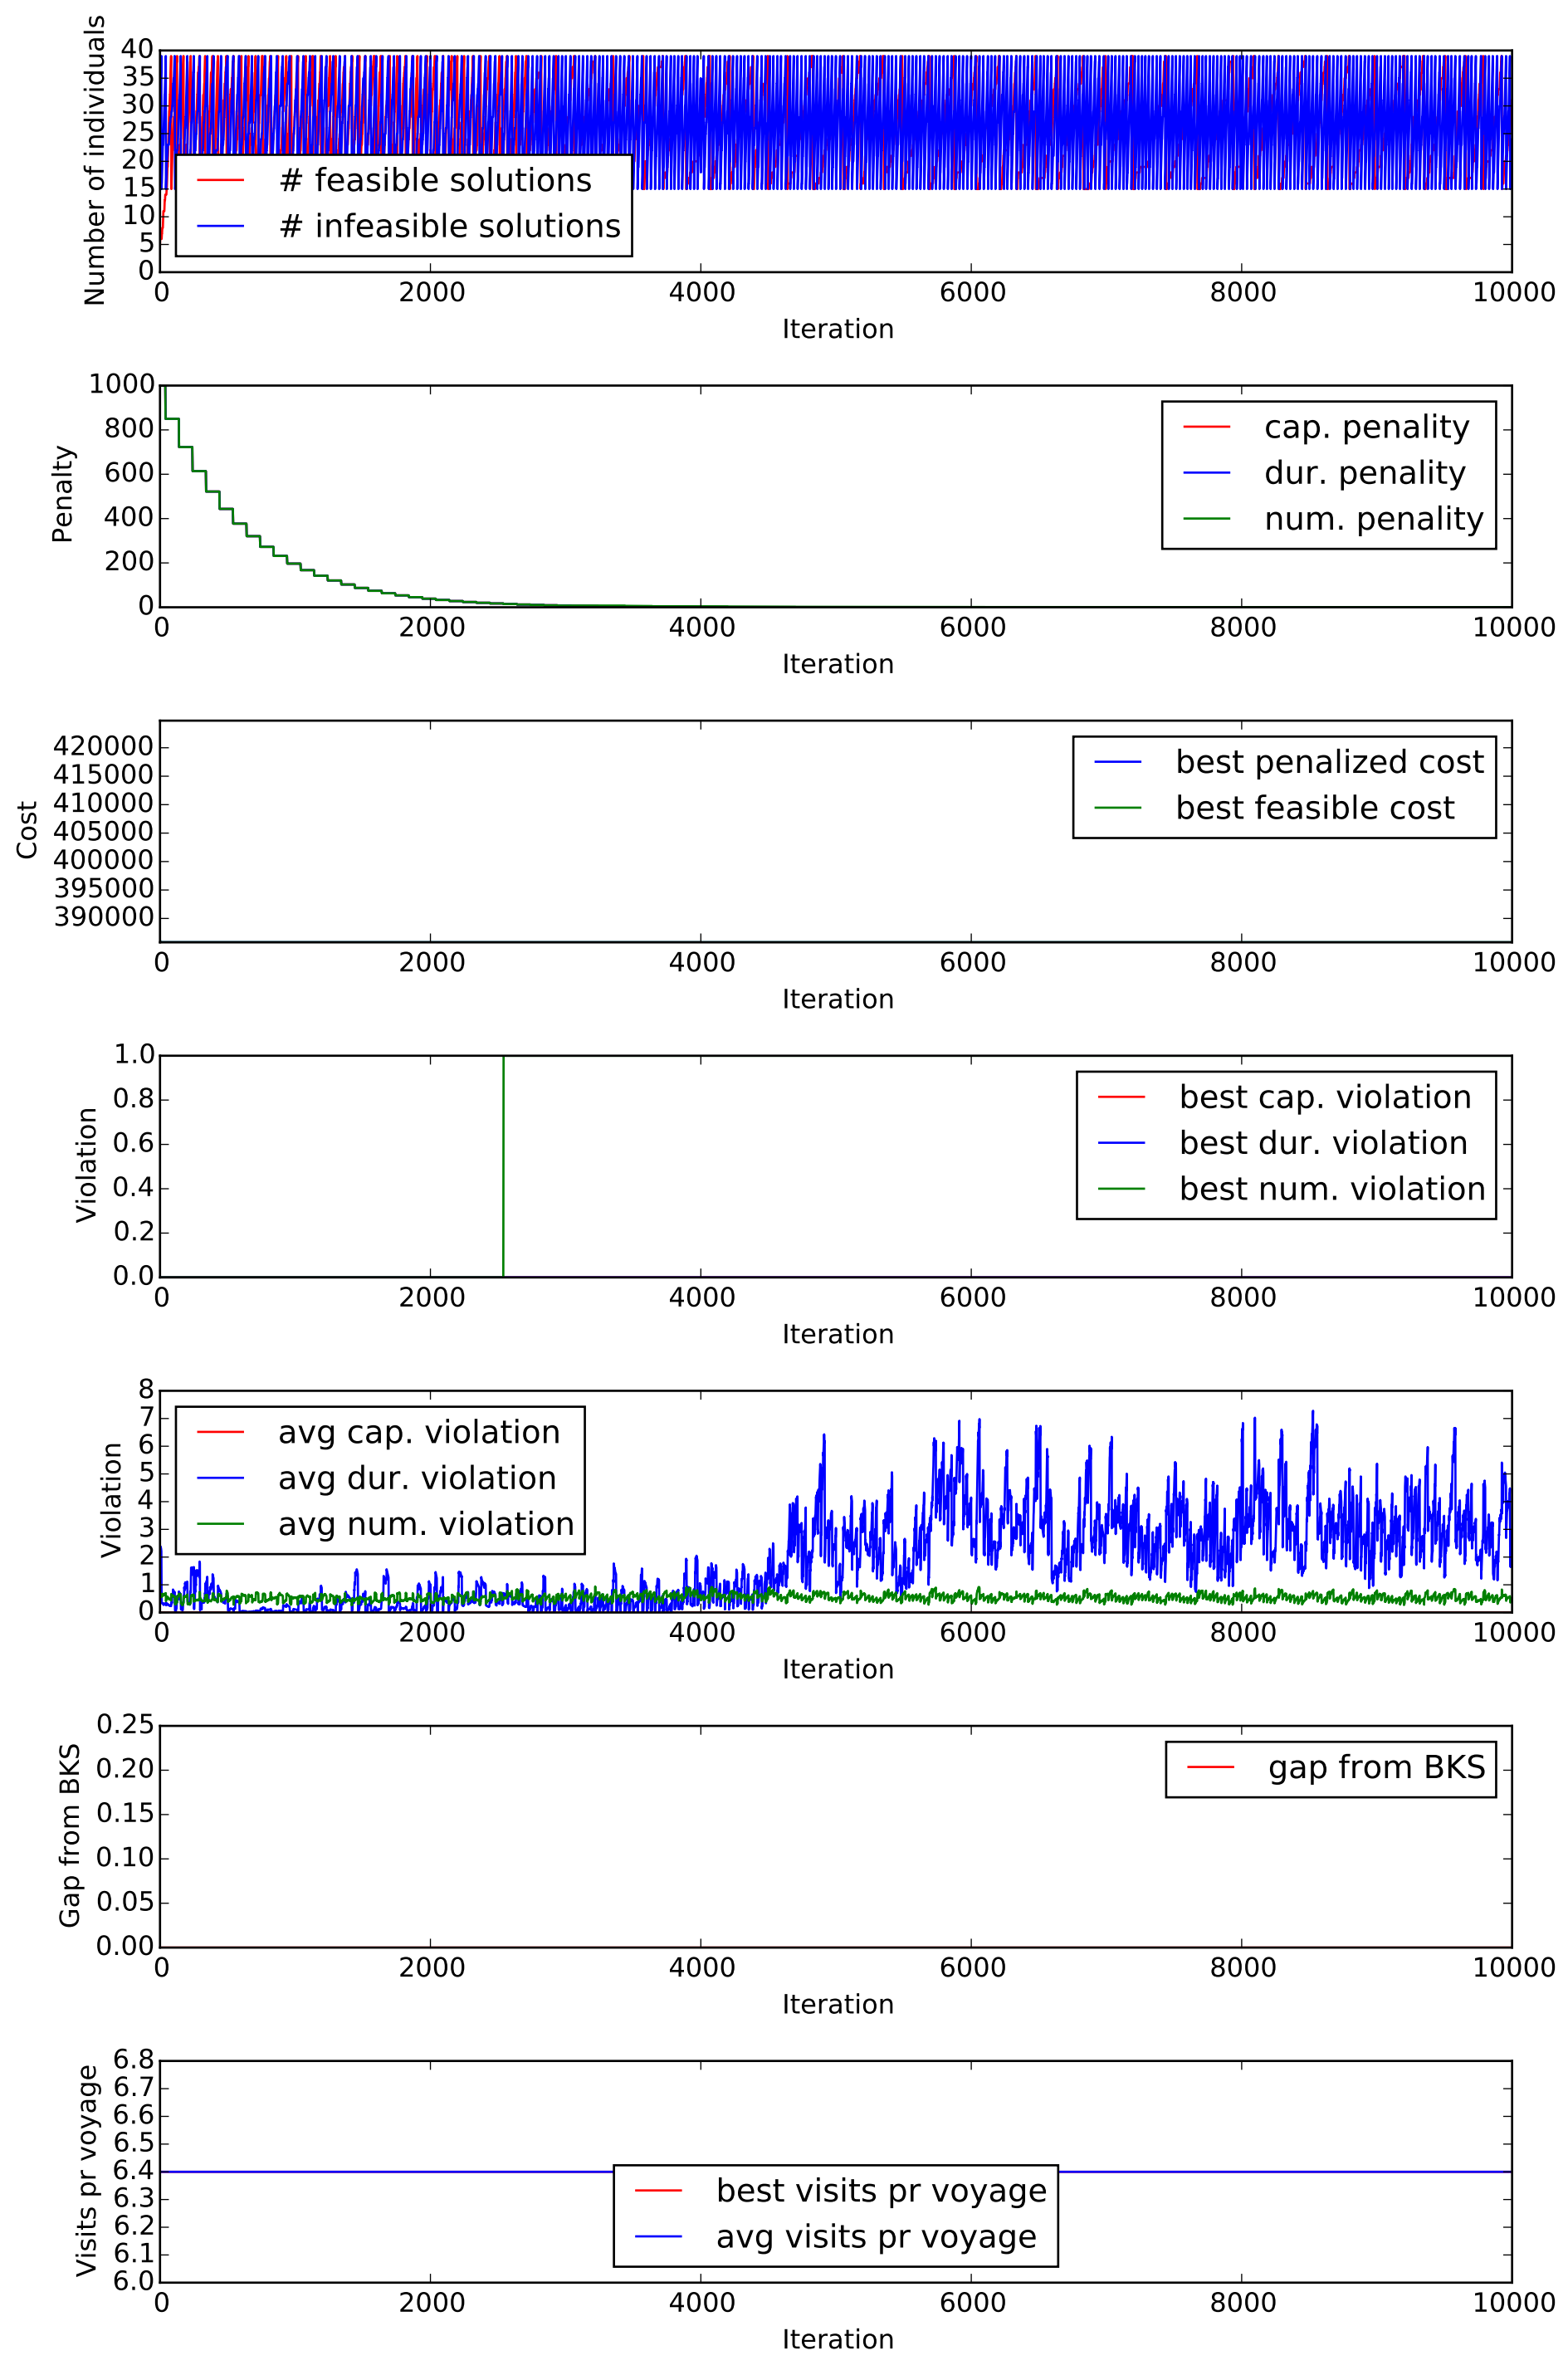 Number of individuals
40
35
30
25
20
15
10
5
0
# feasible solutions
# infeasible solutions
0 2000 4000 6000 8000 10000
Iteration
Penalty
1000
800
600
400
200
0
cap. penality
dur. penality
num. penality
0 2000 4000 6000 8000 10000
Iteration
Cost
420000
415000
410000
405000
400000
395000
390000
best penalized cost
best feasible cost
0 2000 4000 6000 8000 10000
Iteration
Violation
1.0
0.8
0.6
0.4
0.2
0.0
best cap. violation
best dur. violation
best num. violation
0 2000 4000 6000 8000 10000
Iteration
Violation
8
7
6
5
4
3
2
1
0
avg cap. violation
avg dur. violation
avg num. violation
0 2000 4000 6000 8000 10000
Iteration
Gap from BKS
0.25
0.20
0.15
0.10
0.05
0.00
gap from BKS
0 2000 4000 6000 8000 10000
Iteration
Visits pr voyage
6.8
6.7
6.6
6.5
6.4
6.3
6.2
6.1
6.0
best visits pr voyage
avg visits pr voyage
0 2000 4000 6000 8000 10000
Iteration